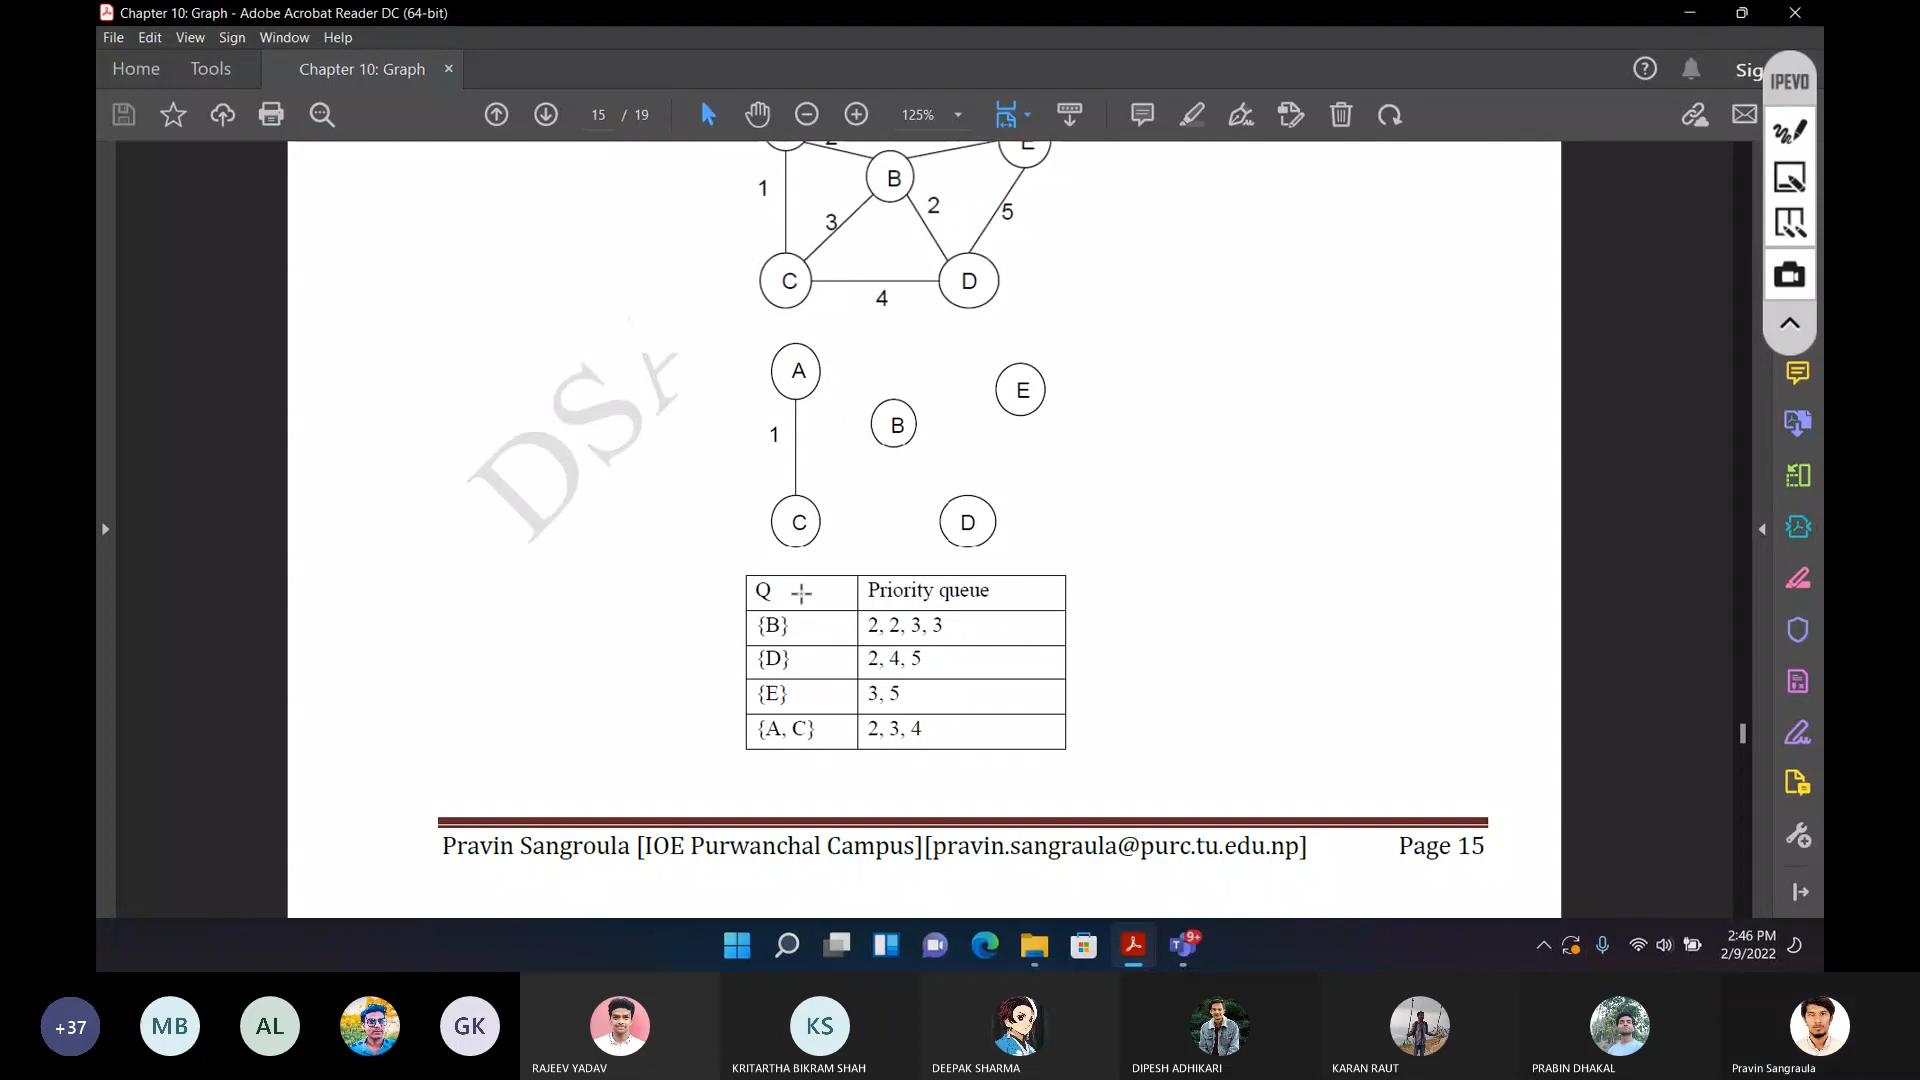 Chapter 10: Graph - Adobe Acrobat Reader DC (64-bit)
File Edit View Sign Window Help
Home Tools Chapter 10: Graph ×
Sig
IPEVO
15 / 19
125%
B
1
3
2
5
C
D
4
A
E
B
1
C
D
DSA
Q Priority queue
{B} 2, 2, 3, 3
{D} 2, 4, 5
{E} 3, 5
{A, C} 2, 3, 4
Pravin Sangroula [IOE Purwanchal Campus][pravin.sangraula@purc.tu.edu.np] Page 15
9+
2:46 PM
2/9/2022
+37 MB AL GK KS
RAJEEV YADAV KRITARTHA BIKRAM SHAH DEEPAK SHARMA DIPESH ADHIKARI KARAN RAUT PRABIN DHAKAL Pravin Sangraula